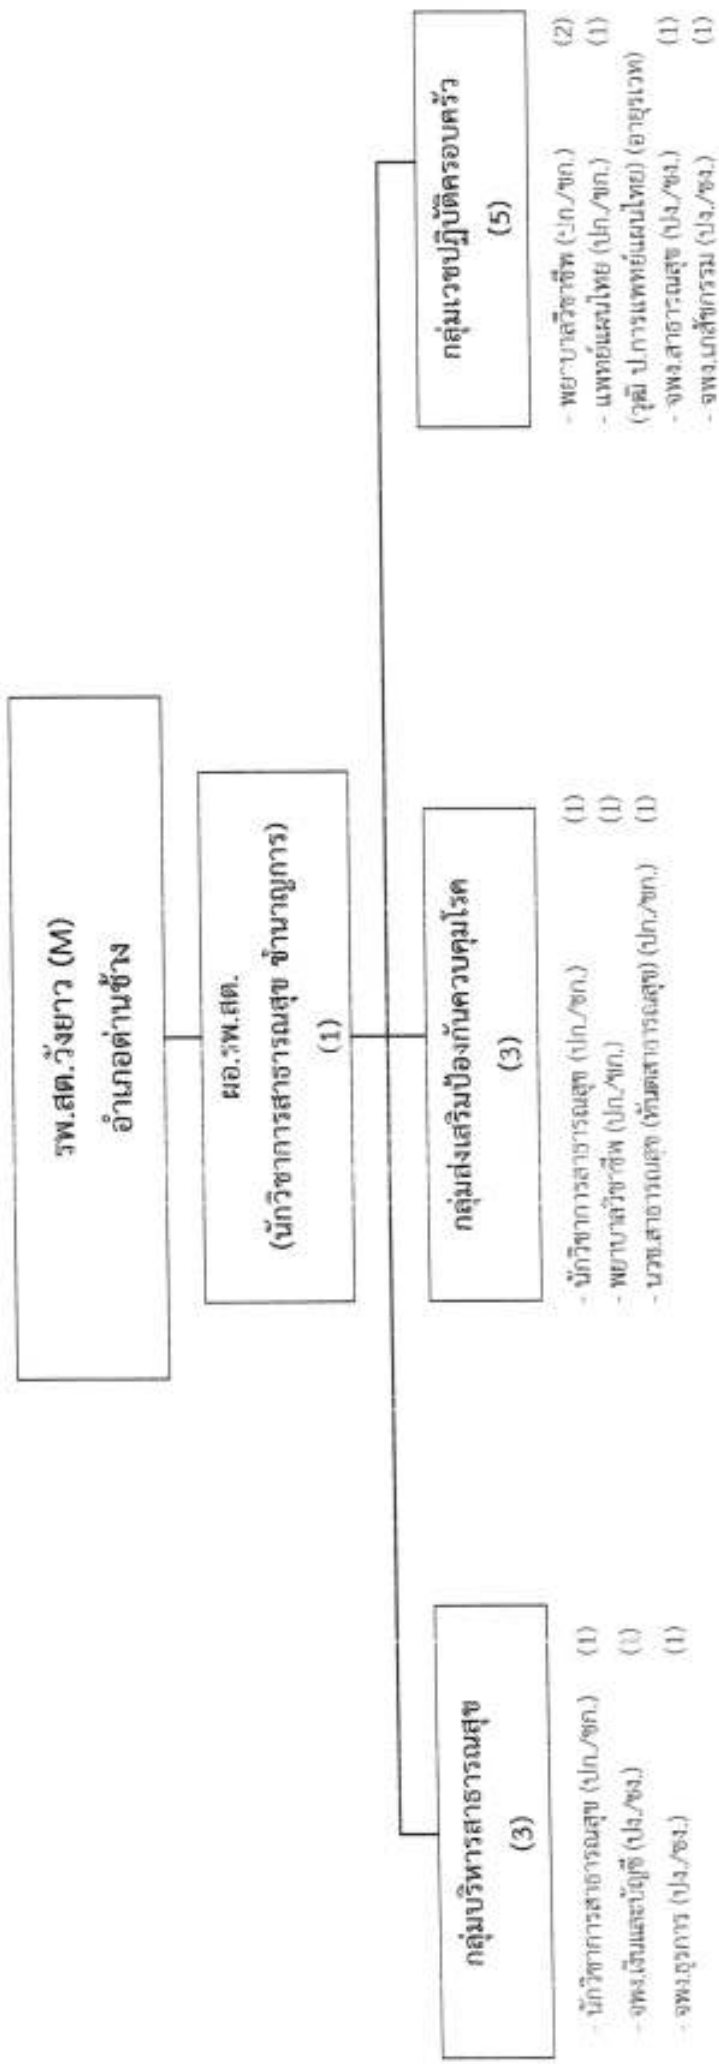 รพ.สต.วังยาว (M)
อำเภอด่านช้าง
ผอ.รพ.สต.
(นักวิชาการสาธารณสุข ชำนาญการ)
(1)
กลุ่มบริหารสาธารณสุข
(3)
- นักวิชาการสาธารณสุข (ปก./ชก.) (1)
- จพง.เงินและบัญชี (ปง./ชง.) (1)
- จพง.ธุรการ (ปง./ชง.) (1)
กลุ่มส่งเสริมป้องกันควบคุมโรค
(3)
- นักวิชาการสาธารณสุข (ปก./ชก.) (1)
- พยาบาลวิชาชีพ (ปก./ชก.) (1)
- นวช.สาธารณสุข (ทันตสาธารณสุข) (ปก./ชก.) (1)
กลุ่มเวชปฏิบัติครอบครัว
(5)
- พยาบาลวิชาชีพ (ปก./ชก.) (2)
- แพทย์แผนไทย (ปก./ชก.) (1)
(วุฒิ ป.การแพทย์แผนไทย) (อายุรเวท)
- จพง.สาธารณสุข (ปง./ชง.) (1)
- จพง.เภสัชกรรม (ปง./ชง.) (1)